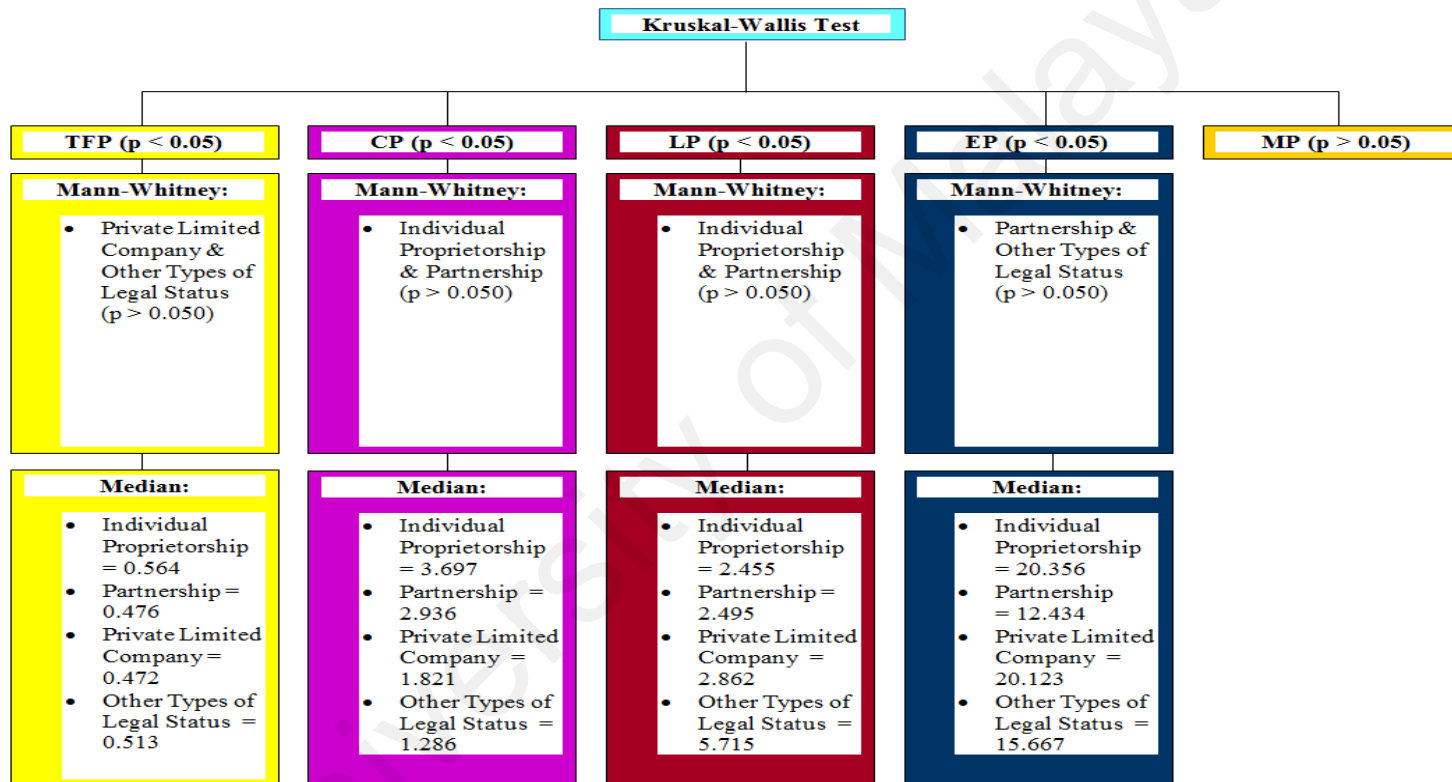 Kruskal-Wallis Test
TFP (p < 0.05)
CP (p < 0.05)
LP (p < 0.05)
EP (p < 0.05)
MP (p > 0.05)
Mann-Whitney:
• Private Limited
Company &
Other Types of
Legal Status
(p > 0.050)
Mann-Whitney:
• Individual
Proprietorship
& Partnership
(p > 0.050)
Mann-Whitney:
• Individual
Proprietorship
& Partnership
(p > 0.050)
Mann-Whitney:
• Partnership &
Other Types of
Legal Status
(p > 0.050)
Median:
• Individual
Proprietorship
= 0.564
• Partnership =
0.476
• Private Limited
Company =
0.472
• Other Types of
Legal Status =
0.513
Median:
• Individual
Proprietorship
= 3.697
• Partnership =
2.936
• Private Limited
Company =
1.821
• Other Types of
Legal Status =
1.286
Median:
• Individual
Proprietorship
= 2.455
• Partnership =
2.495
• Private Limited
Company =
2.862
• Other Types of
Legal Status =
5.715
Median:
• Individual
Proprietorship
= 20.356
• Partnership
= 12.434
• Private Limited
Company =
20.123
• Other Types of
Legal Status =
15.667